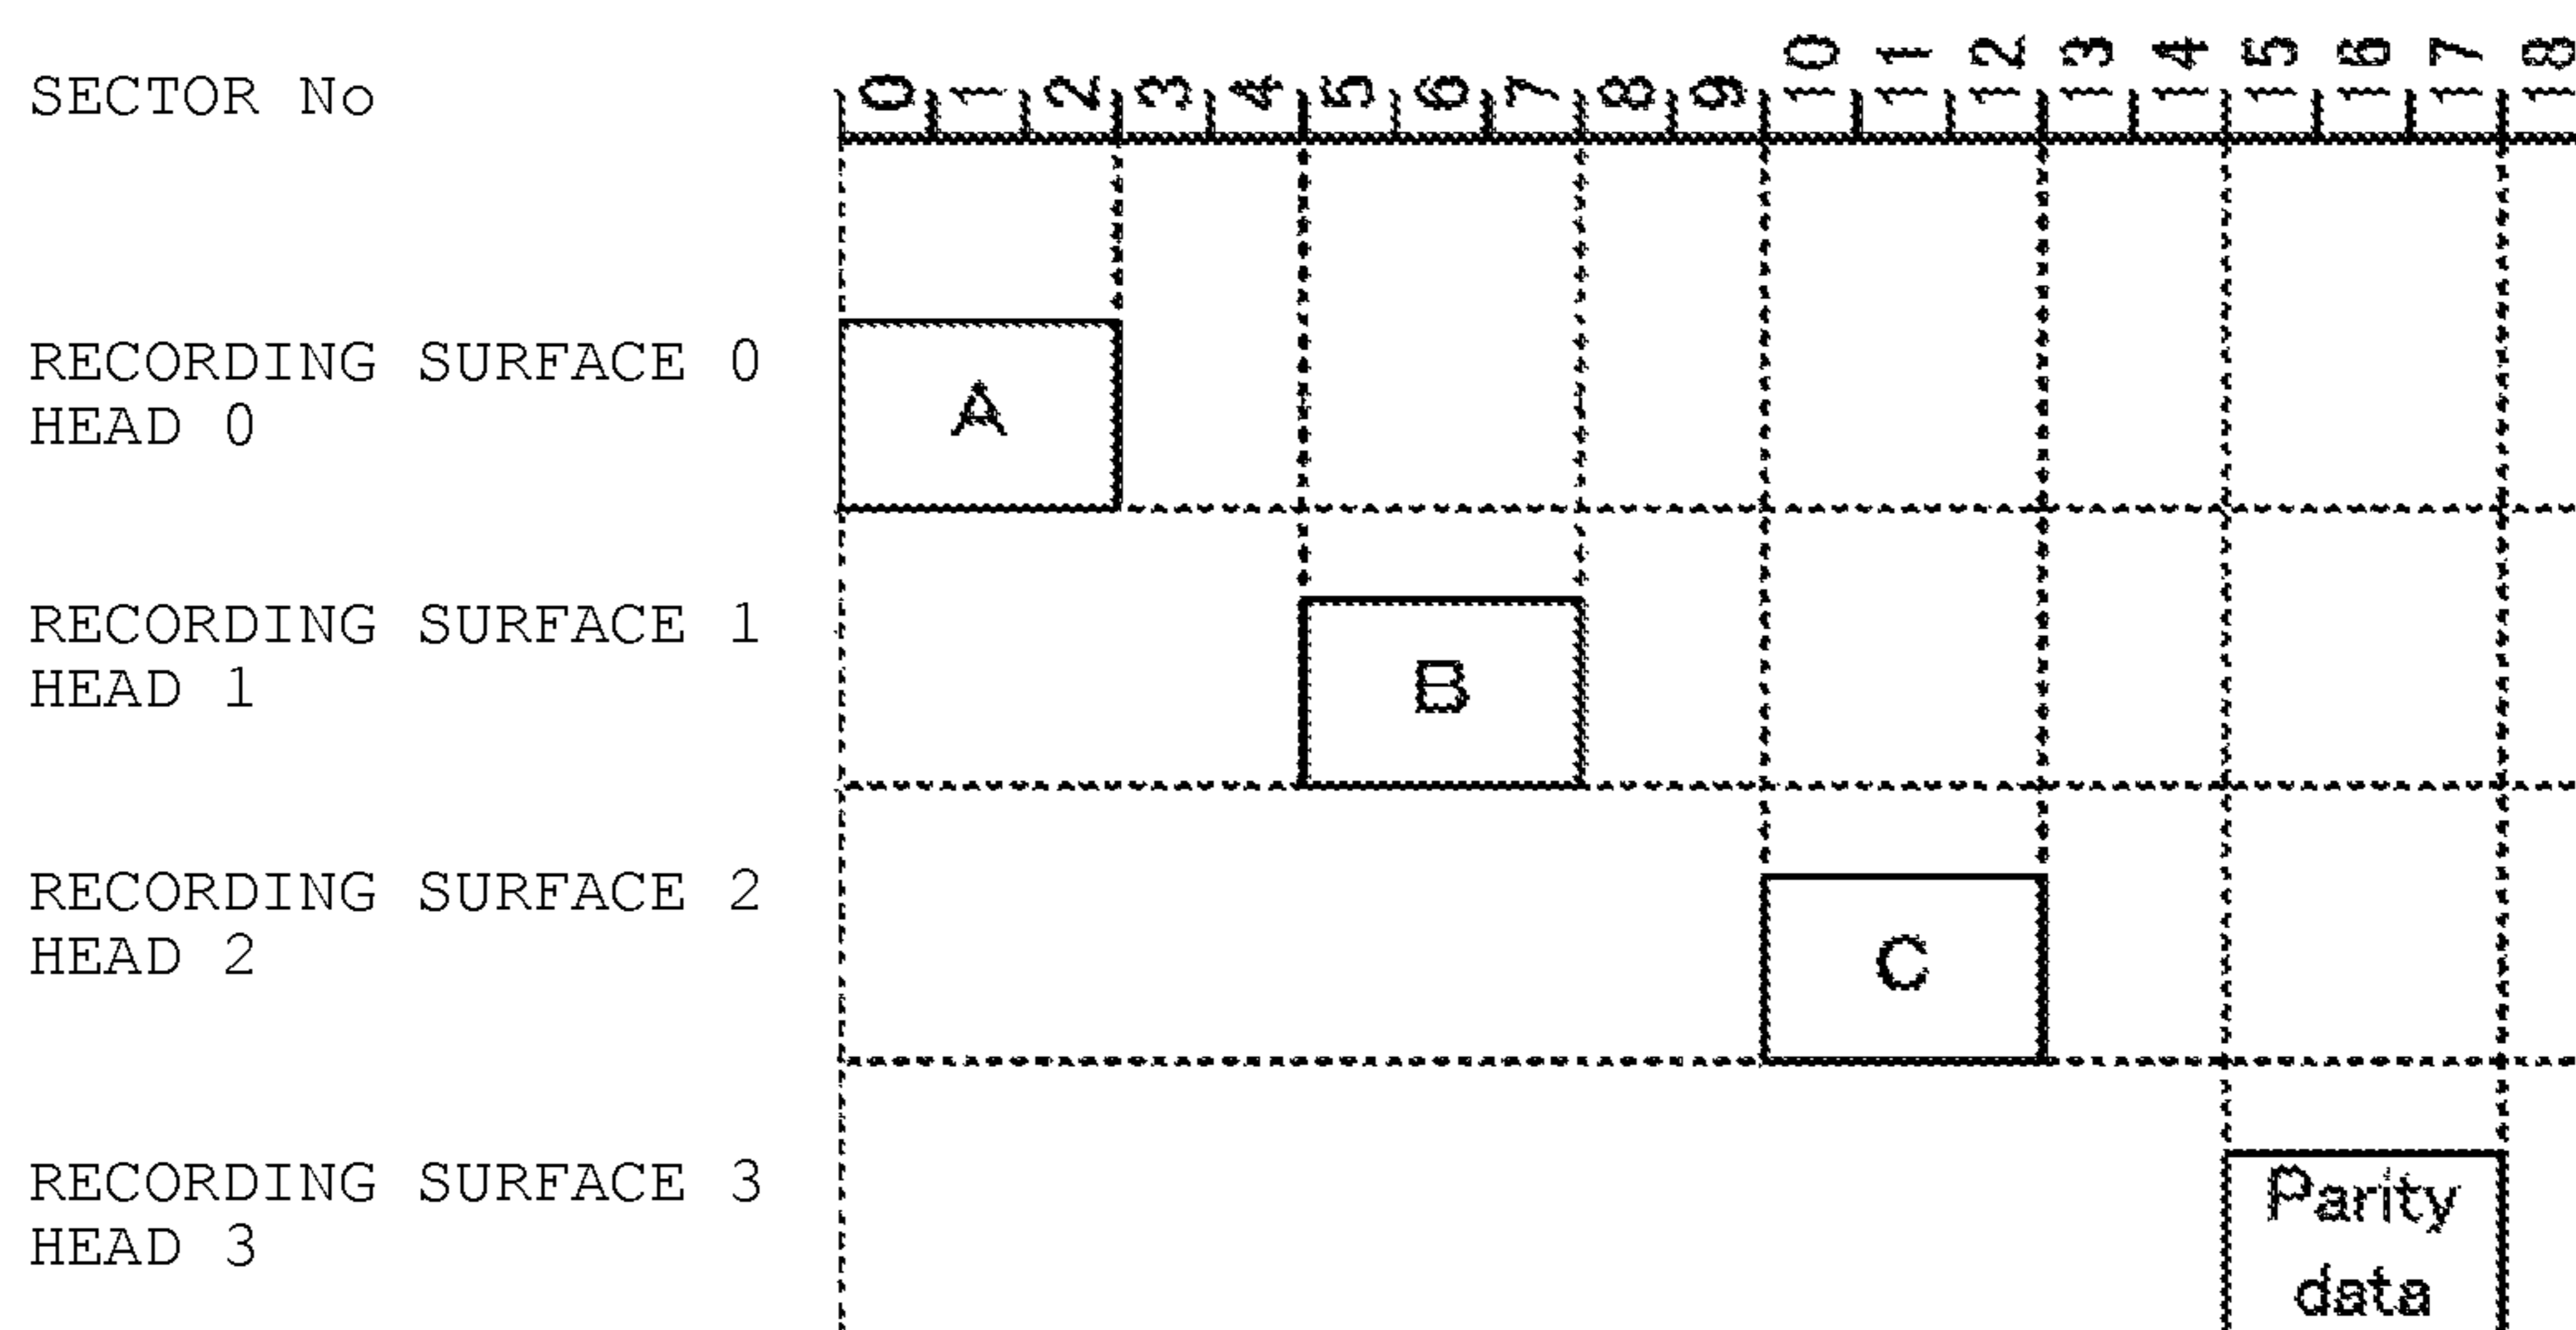 SECTOR No 0 1 2 3 4 5 6 7 8 9 10 11 12 13 14 15 16 17 18
RECORDING SURFACE 0
HEAD 0
A
RECORDING SURFACE 1
HEAD 1
B
RECORDING SURFACE 2
HEAD 2
C
RECORDING SURFACE 3
HEAD 3
Parity
data